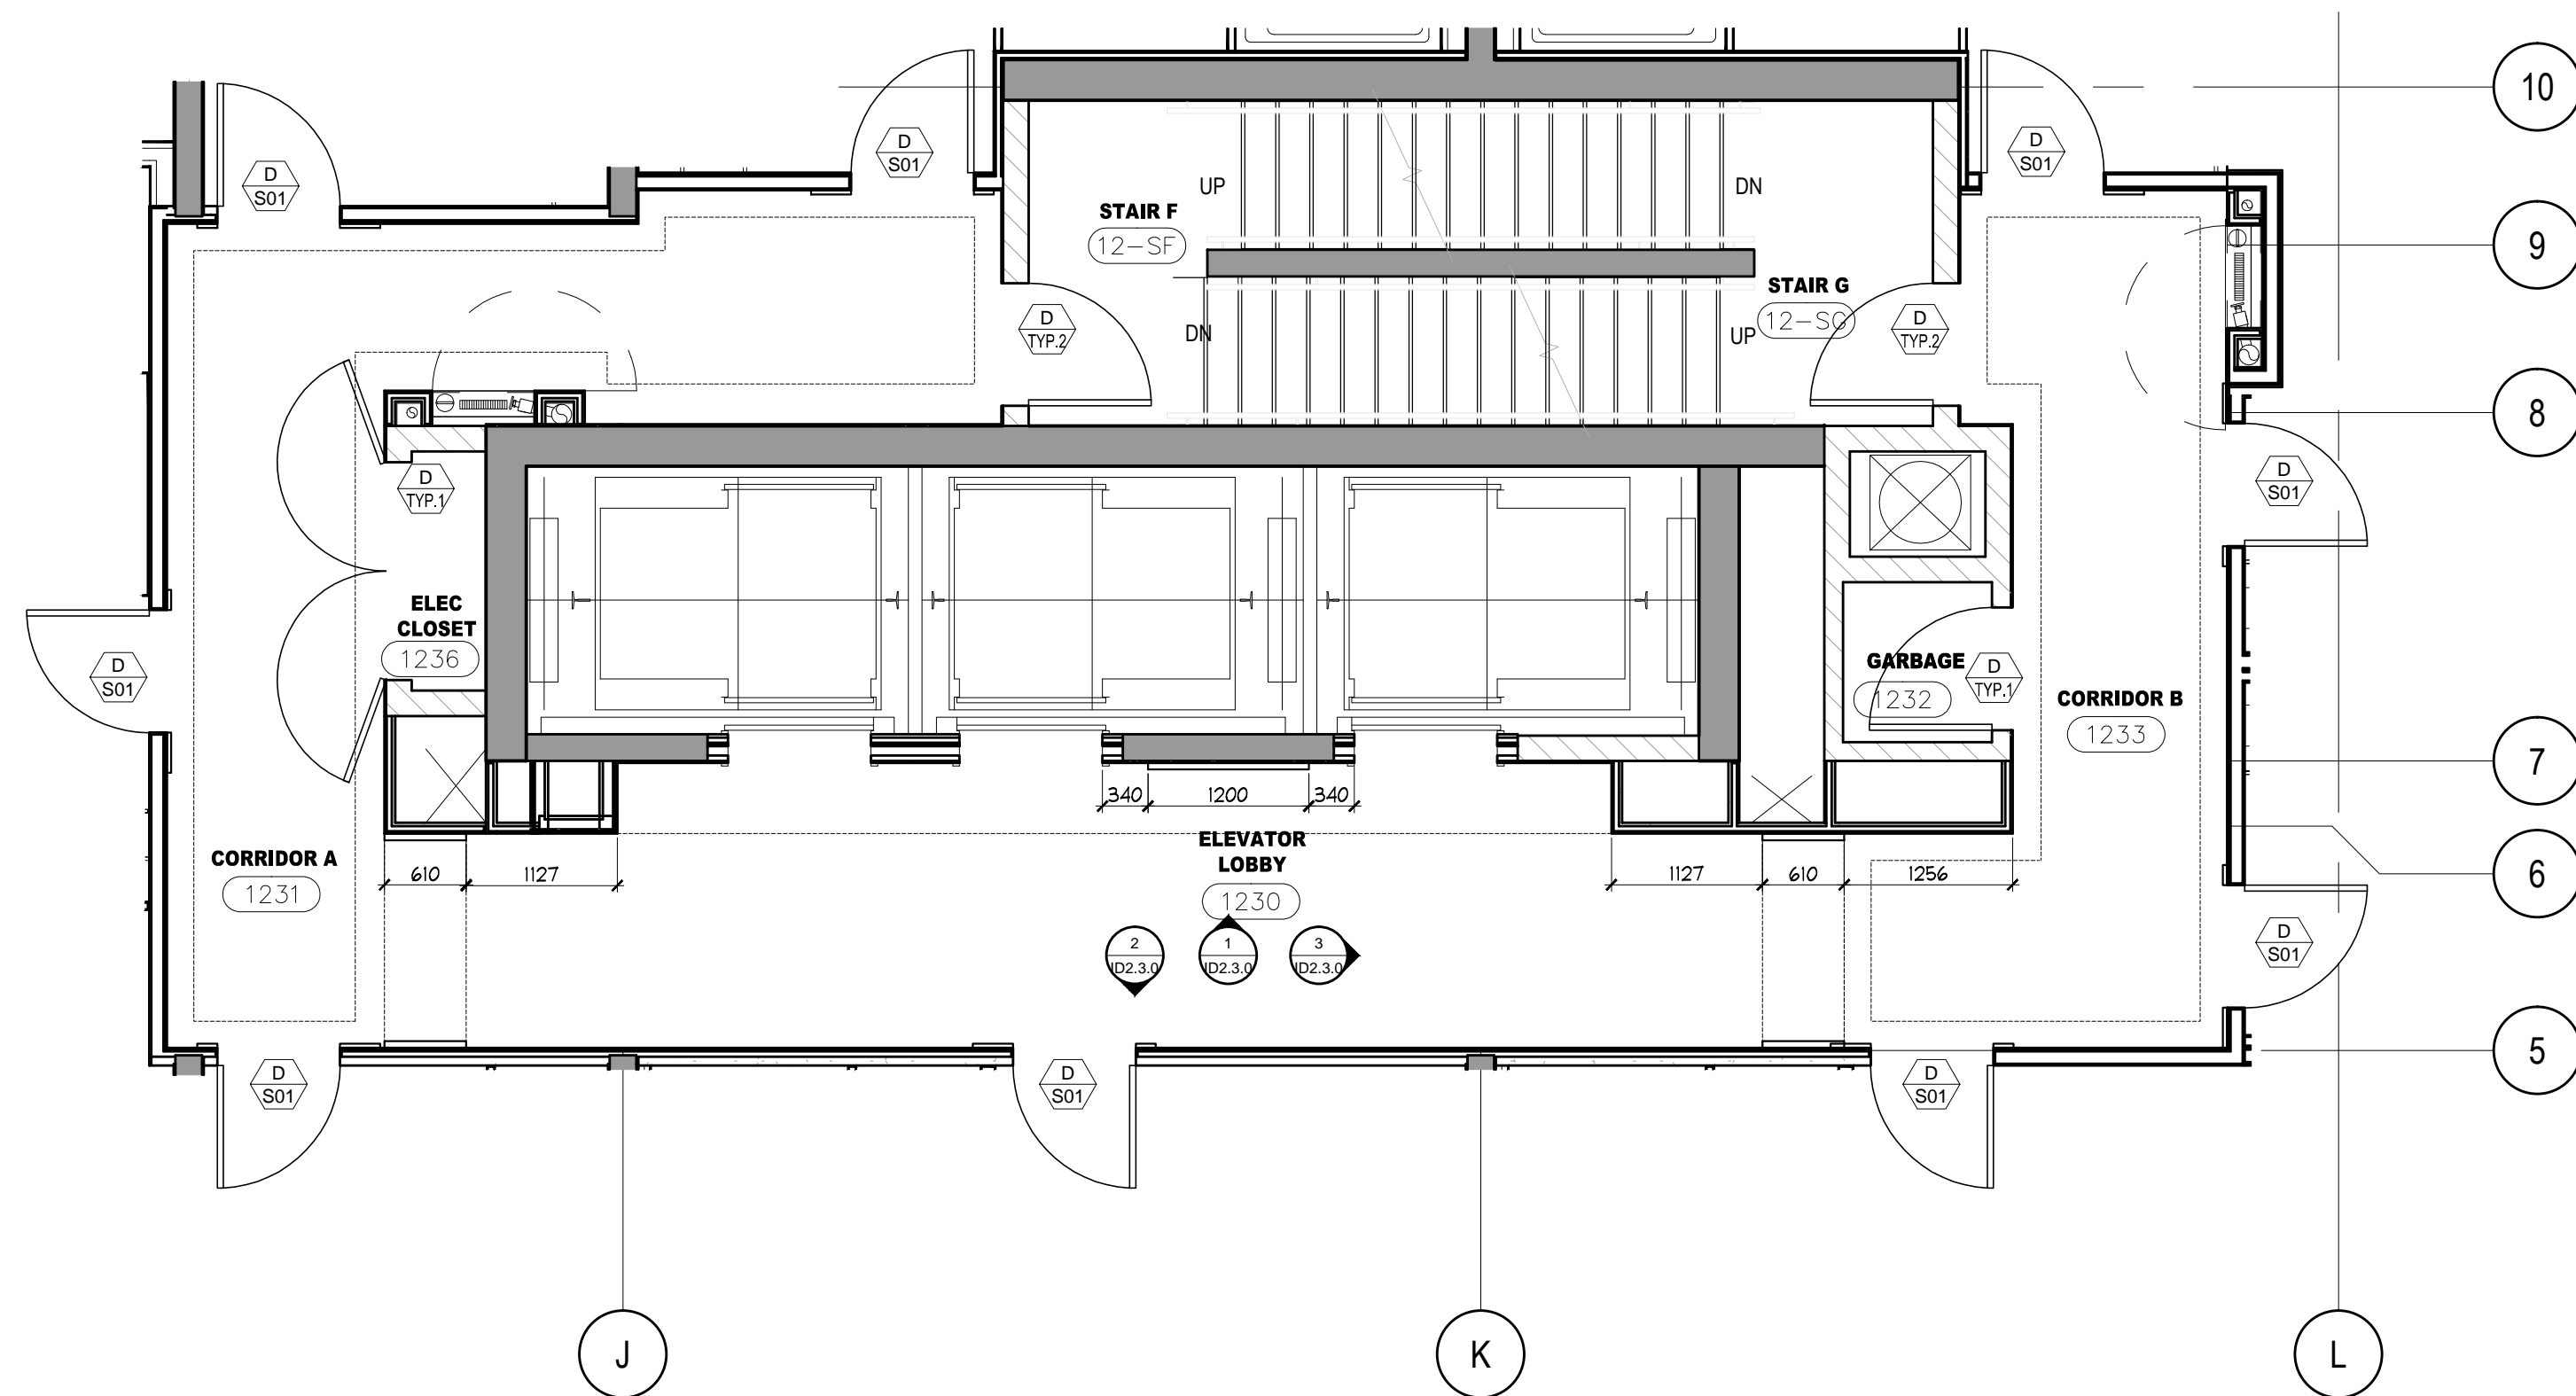 10
D
S01
D
S01
D
S01
UP
DN
STAIR F
12-SF
9
STAIR G
12-SG
D
TYP.2
DN
UP
D
TYP.2
8
D
TYP.1
D
S01
ELEC
CLOSET
1236
D
S01
GARBAGE
1232
D
TYP.1
CORRIDOR B
1233
7
340
1200
340
ELEVATOR
LOBBY
1230
CORRIDOR A
1231
610
1127
1127
610
1256
6
2
ID2.3.0
1
ID2.3.0
3
ID2.3.0
D
S01
5
D
S01
D
S01
D
S01
J
K
L